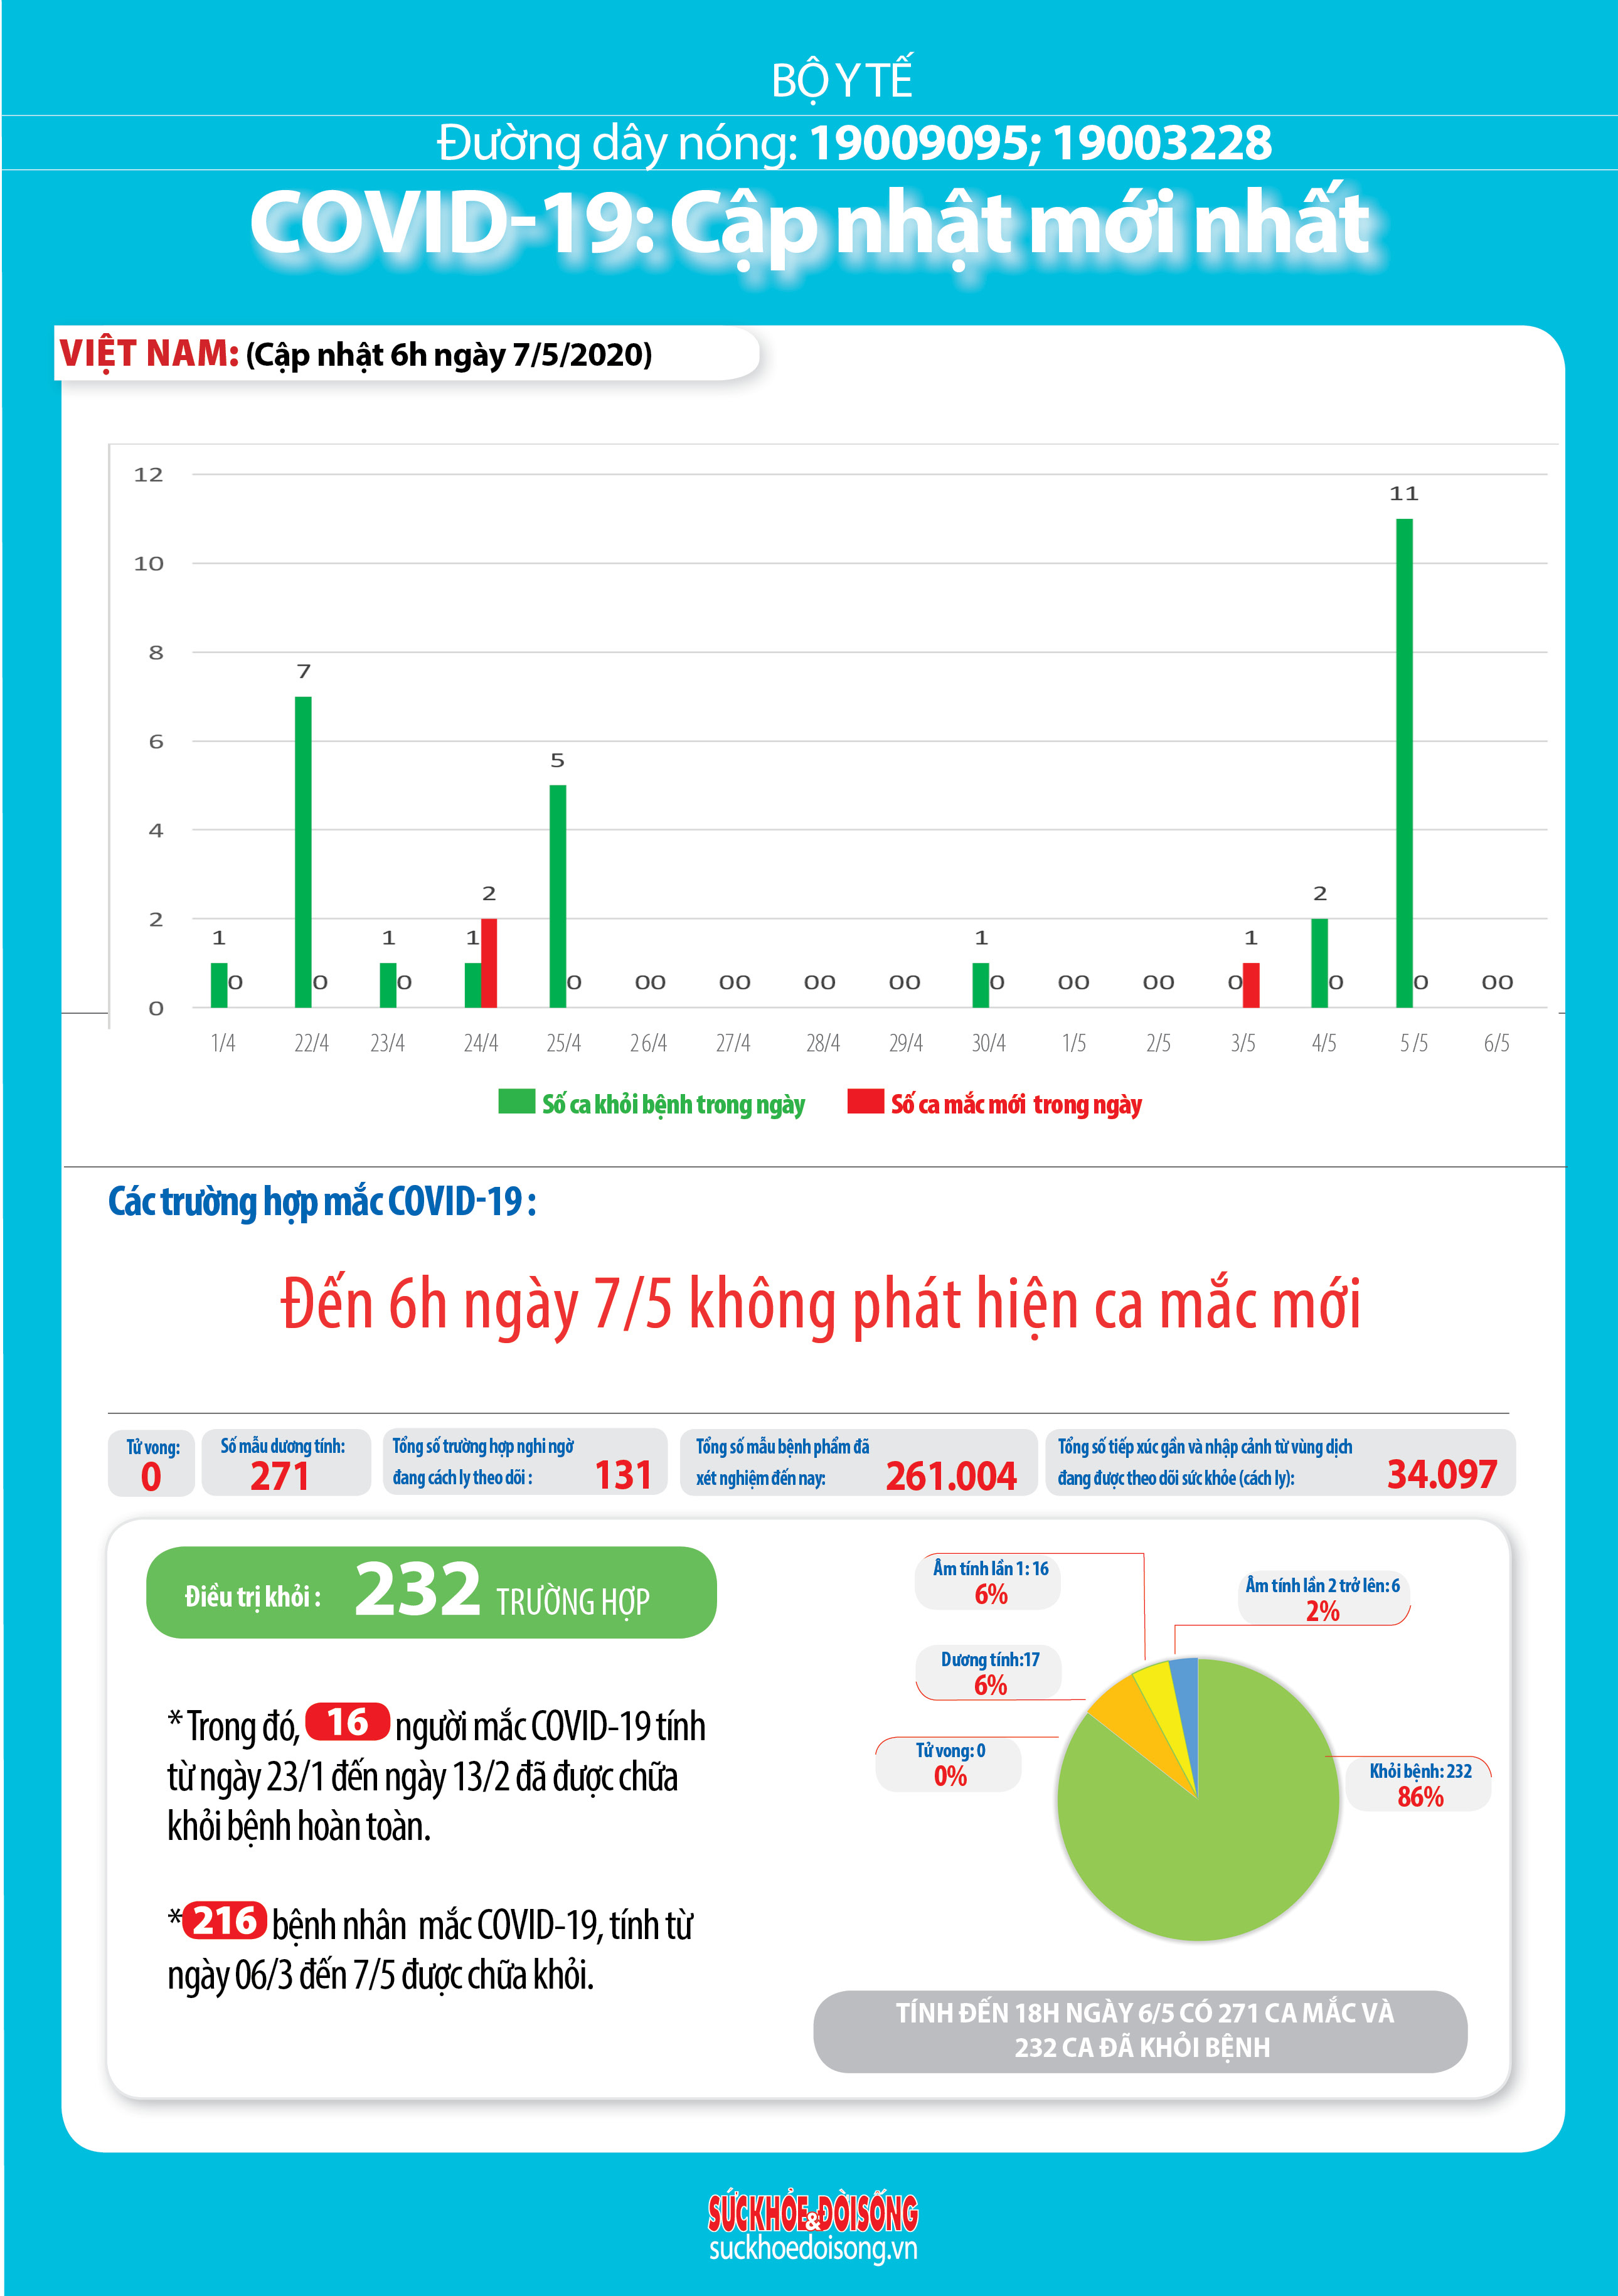 BỘ Y TẾ
Đường dây nóng: 19009095; 19003228
COVID-19: Cập nhật mới nhất
VIỆT NAM: (Cập nhật 6h ngày 7/5/2020)
12
10
8
6
4
2
0
1 0
7 0
1 0
1 2
5 0
0 0
0 0
0 0
0 0
1 0
0 0
0 0
0 1
2 0
11 0
0 0
1/4 22/4 23/4 24/4 25/4 26/4 27/4 28/4 29/4 30/4 1/5 2/5 3/5 4/5 5/5 6/5
Số ca khỏi bệnh trong ngày Số ca mắc mới trong ngày
Các trường hợp mắc COVID-19 :
Đến 6h ngày 7/5 không phát hiện ca mắc mới
Tử vong:
0
Số mẫu dương tính:
271
Tổng số trường hợp nghi ngờ
đang cách ly theo dõi : 131
Tổng số mẫu bệnh phẩm đã
xét nghiệm đến nay: 261.004
Tổng số tiếp xúc gần và nhập cảnh từ vùng dịch
đang được theo dõi sức khỏe (cách ly): 34.097
Điều trị khỏi : 232 TRƯỜNG HỢP
* Trong đó, 16 người mắc COVID-19 tính
từ ngày 23/1 đến ngày 13/2 đã được chữa
khỏi bệnh hoàn toàn.
* 216 bệnh nhân mắc COVID-19, tính từ
ngày 06/3 đến 7/5 được chữa khỏi.
Âm tính lần 1: 16
6%
Âm tính lần 2 trở lên: 6
2%
Dương tính:17
6%
Tử vong: 0
0%
Khỏi bệnh: 232
86%
TÍNH ĐẾN 18H NGÀY 6/5 CÓ 271 CA MẮC VÀ
232 CA ĐÃ KHỎI BỆNH
SỨC KHỎE & ĐỜI SỐNG
suckhoedoisong.vn